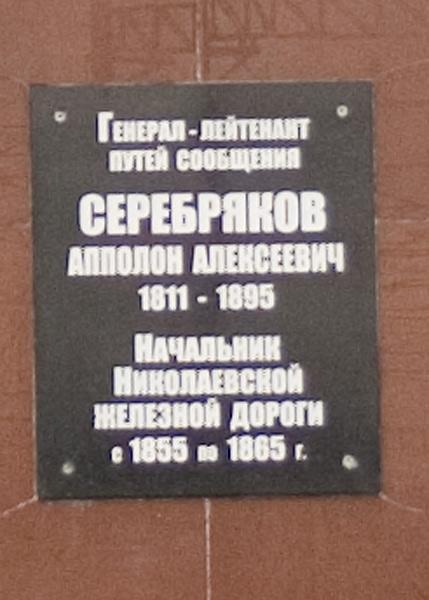 Генерал-лейтенант
путей сообщения
СЕРЕБРЯКОВ
АППОЛОН АЛЕКСЕЕВИЧ
1811 - 1895
Начальник
Николаевской
железной дороги
с 1855 по 1865 г.